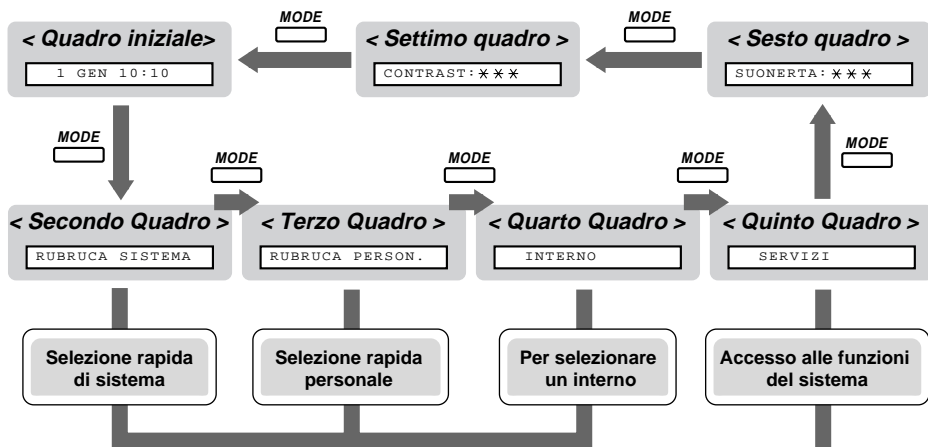 MODE
MODE
< Quadro iniziale>
< Settimo quadro >
< Sesto quadro >
1 GEN 10:10
CONTRAST:***
SUONERTA:***
MODE
MODE
MODE
MODE
MODE
< Secondo Quadro >
< Terzo Quadro >
< Quarto Quadro >
< Quinto Quadro >
RUBRUCA SISTEMA
RUBRUCA PERSON.
INTERNO
SERVIZI
Selezione rapida
di sistema
Selezione rapida
personale
Per selezionare
un interno
Accesso alle funzioni
del sistema